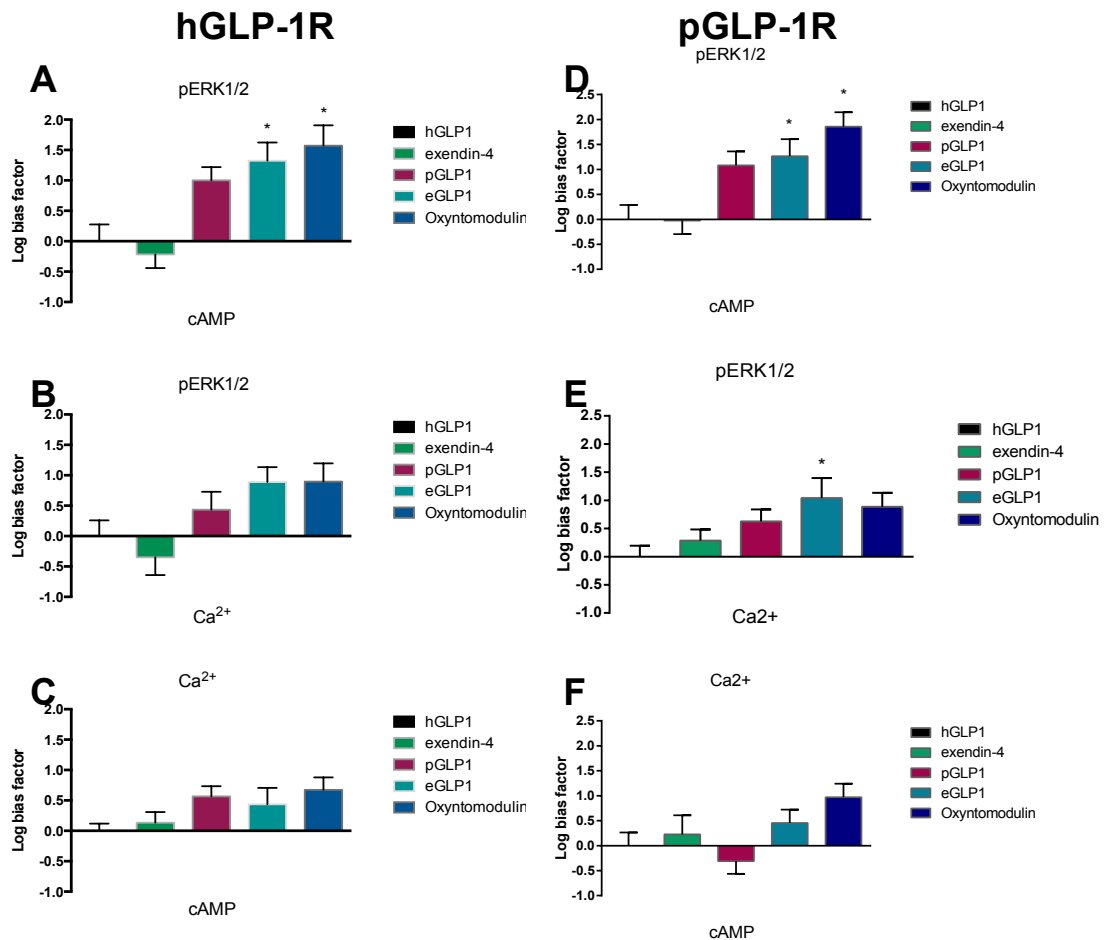 hGLP-1R
pGLP-1R
A
pERK1/2
Log bias factor
2.0
1.5
1.0
0.5
0.0
-0.5
-1.0
*
*
hGLP1
exendin-4
pGLP1
eGLP1
Oxyntomodulin
cAMP
D
pERK1/2
Log bias factor
2.5
2.0
1.5
1.0
0.5
0.0
-0.5
-1.0
*
*
hGLP1
exendin-4
pGLP1
eGLP1
Oxyntomodulin
cAMP
B
pERK1/2
Log bias factor
2.0
1.5
1.0
0.5
0.0
-0.5
-1.0
hGLP1
exendin-4
pGLP1
eGLP1
Oxyntomodulin
Ca²⁺
E
pERK1/2
Log bias factor
2.5
2.0
1.5
1.0
0.5
0.0
-0.5
-1.0
*
hGLP1
exendin-4
pGLP1
eGLP1
Oxyntomodulin
Ca2+
C
Ca²⁺
Log bias factor
2.0
1.5
1.0
0.5
0.0
-0.5
-1.0
hGLP1
exendin-4
pGLP1
eGLP1
Oxyntomodulin
cAMP
F
Ca2+
Log bias factor
2.5
2.0
1.5
1.0
0.5
0.0
-0.5
-1.0
hGLP1
exendin-4
pGLP1
eGLP1
Oxyntomodulin
cAMP